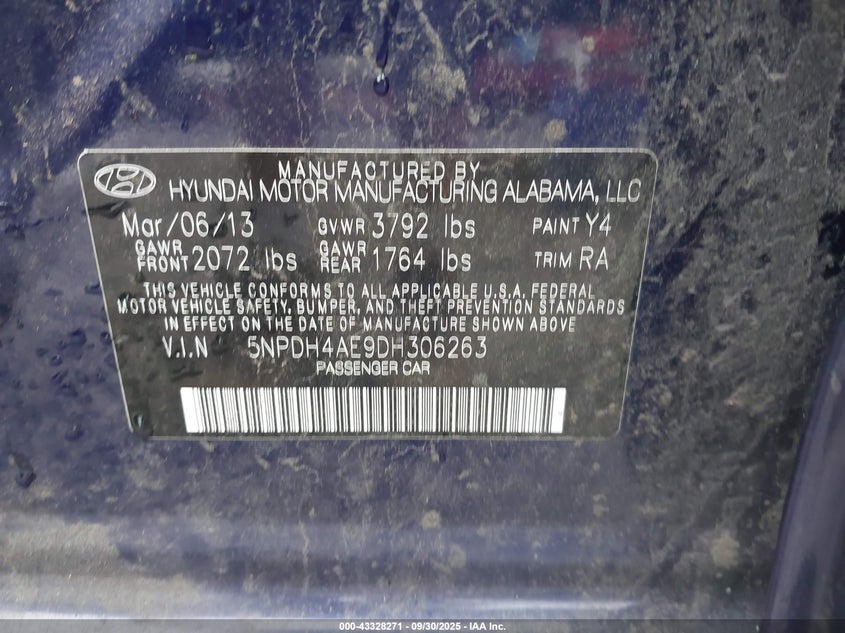 MANUFACTURED BY
HYUNDAI MOTOR MANUFACTURING ALABAMA, LLC
Mar/06/13 GVWR 3792 lbs PAINT Y4
GAWR FRONT 2072 lbs GAWR REAR 1764 lbs TRIM RA
THIS VEHICLE CONFORMS TO ALL APPLICABLE U.S.A. FEDERAL
MOTOR VEHICLE SAFETY, BUMPER, AND THEFT PREVENTION STANDARDS
IN EFFECT ON THE DATE OF MANUFACTURE SHOWN ABOVE
V.I.N 5NPDH4AE9DH306263
PASSENGER CAR
000-43328271 - 09/30/2025 - IAA Inc.